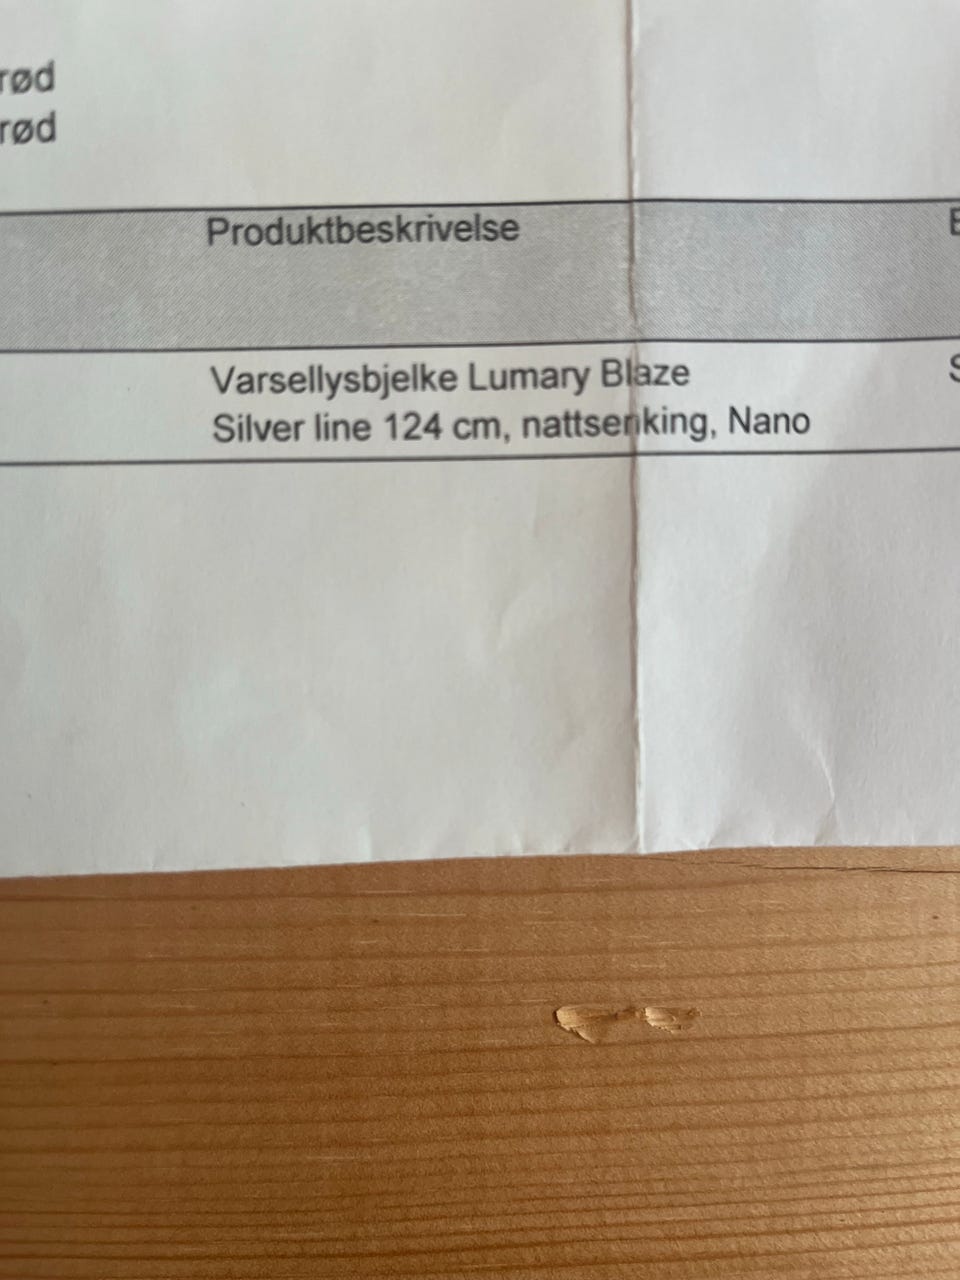 rød
rød
Produktbeskrivelse
Varsellysbjelke Lumary Blaze
Silver line 124 cm, nattsenking, Nano